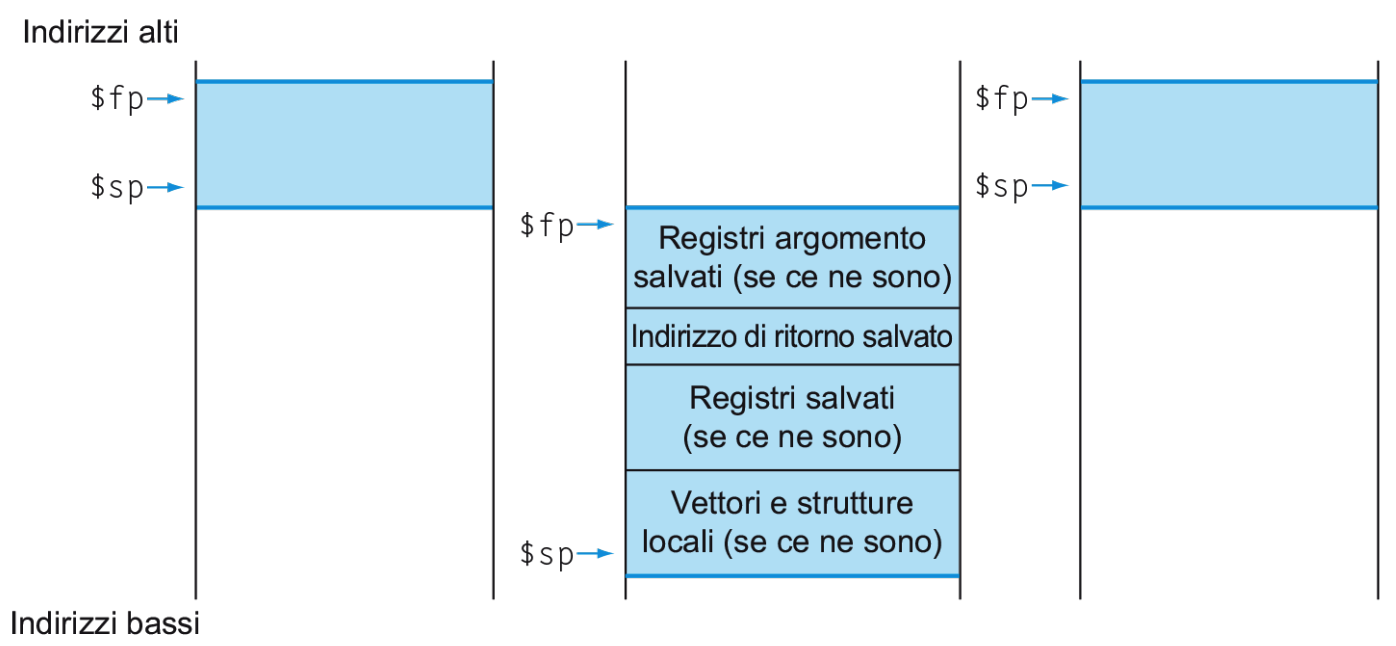 Indirizzi alti
$fp
$sp
$fp
Registri argomento
salvati (se ce ne sono)
Indirizzo di ritorno salvato
Registri salvati
(se ce ne sono)
Vettori e strutture
locali (se ce ne sono)
$sp
$fp
$sp
Indirizzi bassi